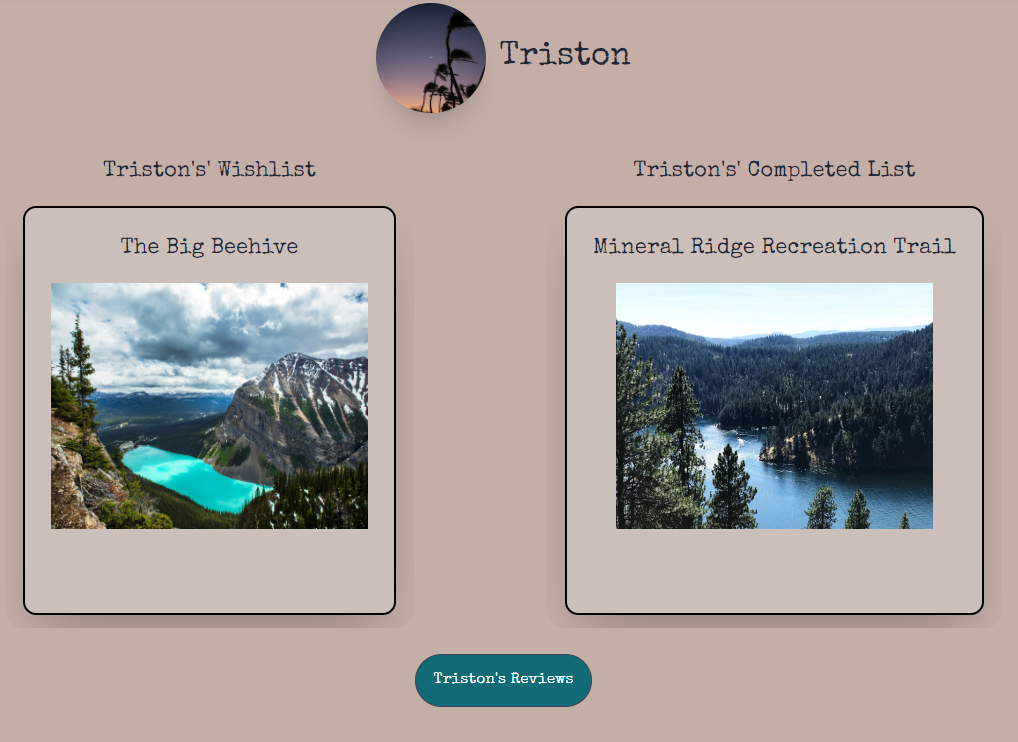 Triston
Triston's' Wishlist
Triston's' Completed List
The Big Beehive
Mineral Ridge Recreation Trail
Triston's Reviews